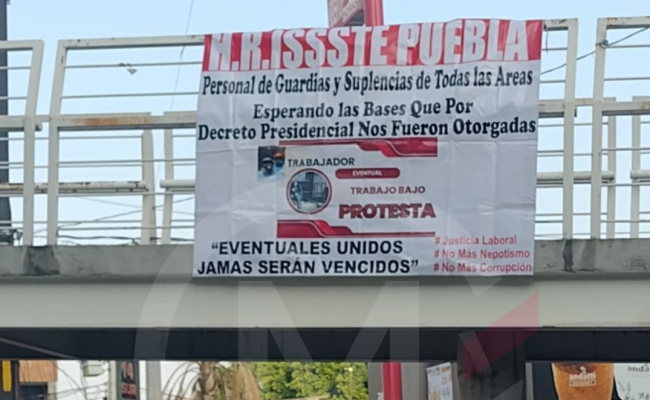 H.R.ISSSTE PUEBLA
Personal de Guardias y Suplencias de Todas las Areas
Esperando las Bases Que Por
Decreto Presidencial Nos Fueron Otorgadas
TRABAJADOR
EVENTUAL
TRABAJO BAJO
PROTESTA
“EVENTUALES UNIDOS
JAMAS SERÁN VENCIDOS”
# Justicia Laboral
# No Más Nepotismo
# No Más Corrupción
andatti